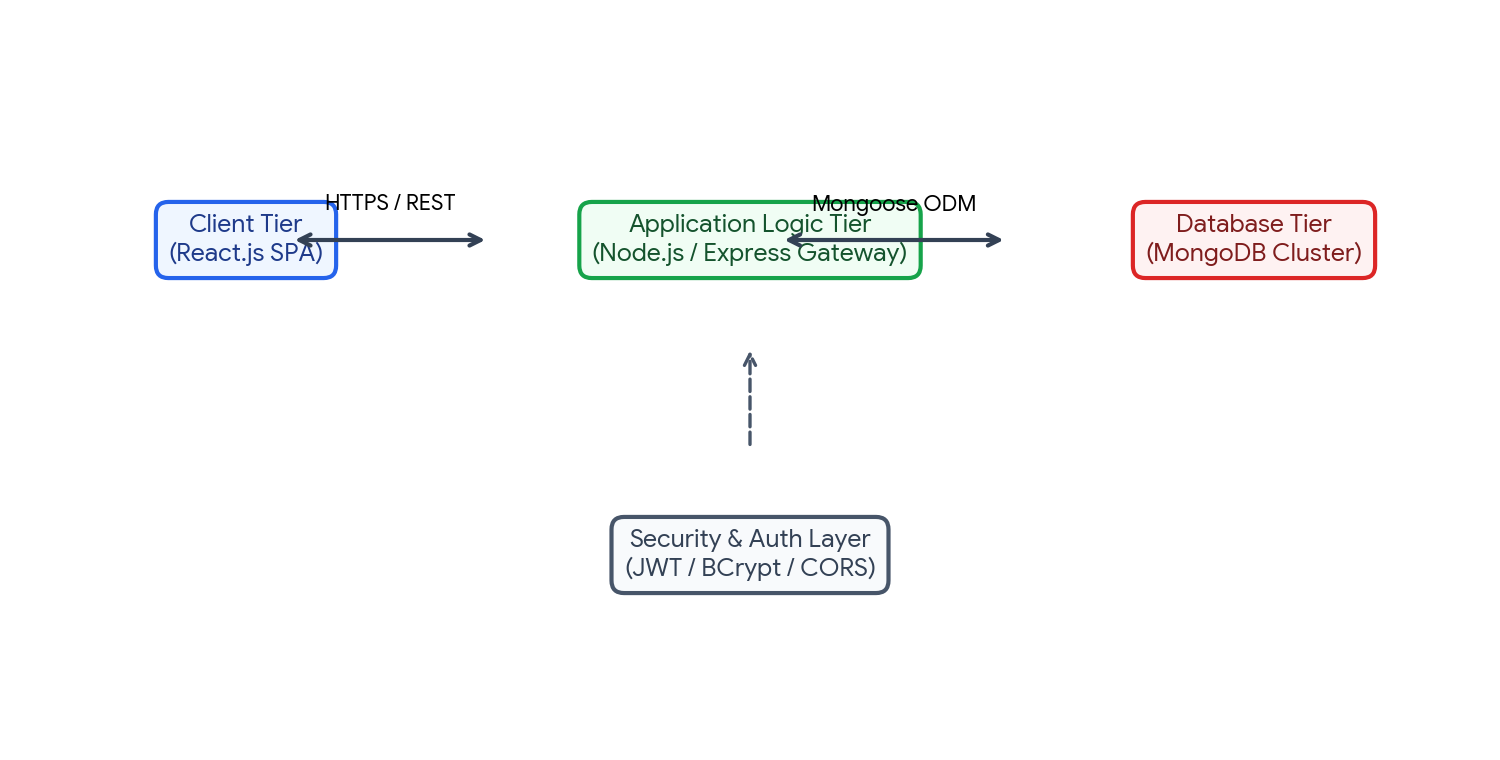 HTTPS / REST
Mongoose ODM
Client Tier
(React.js SPA)
Application Logic Tier
(Node.js / Express Gateway)
Database Tier
(MongoDB Cluster)
Security & Auth Layer
(JWT / BCrypt / CORS)